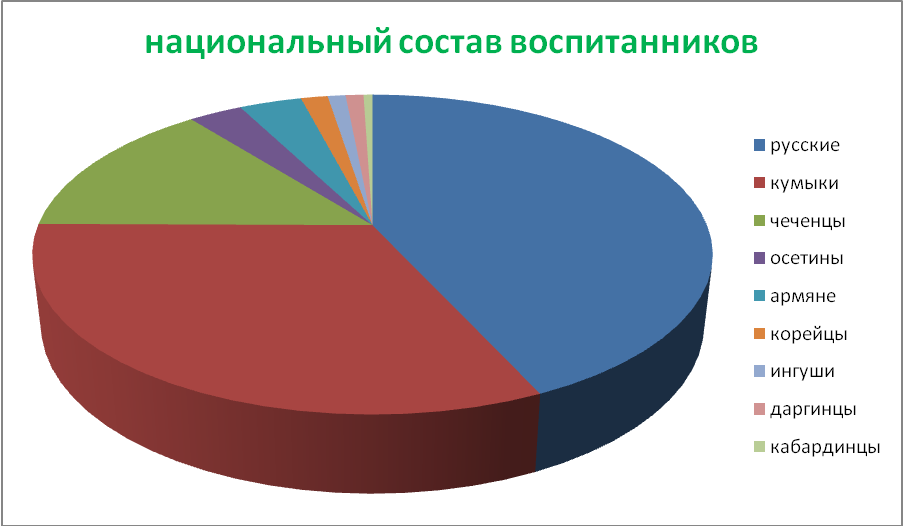 национальный состав воспитанников
русские
кумыки
чеченцы
осетины
армяне
корейцы
ингуши
даргинцы
кабардинцы